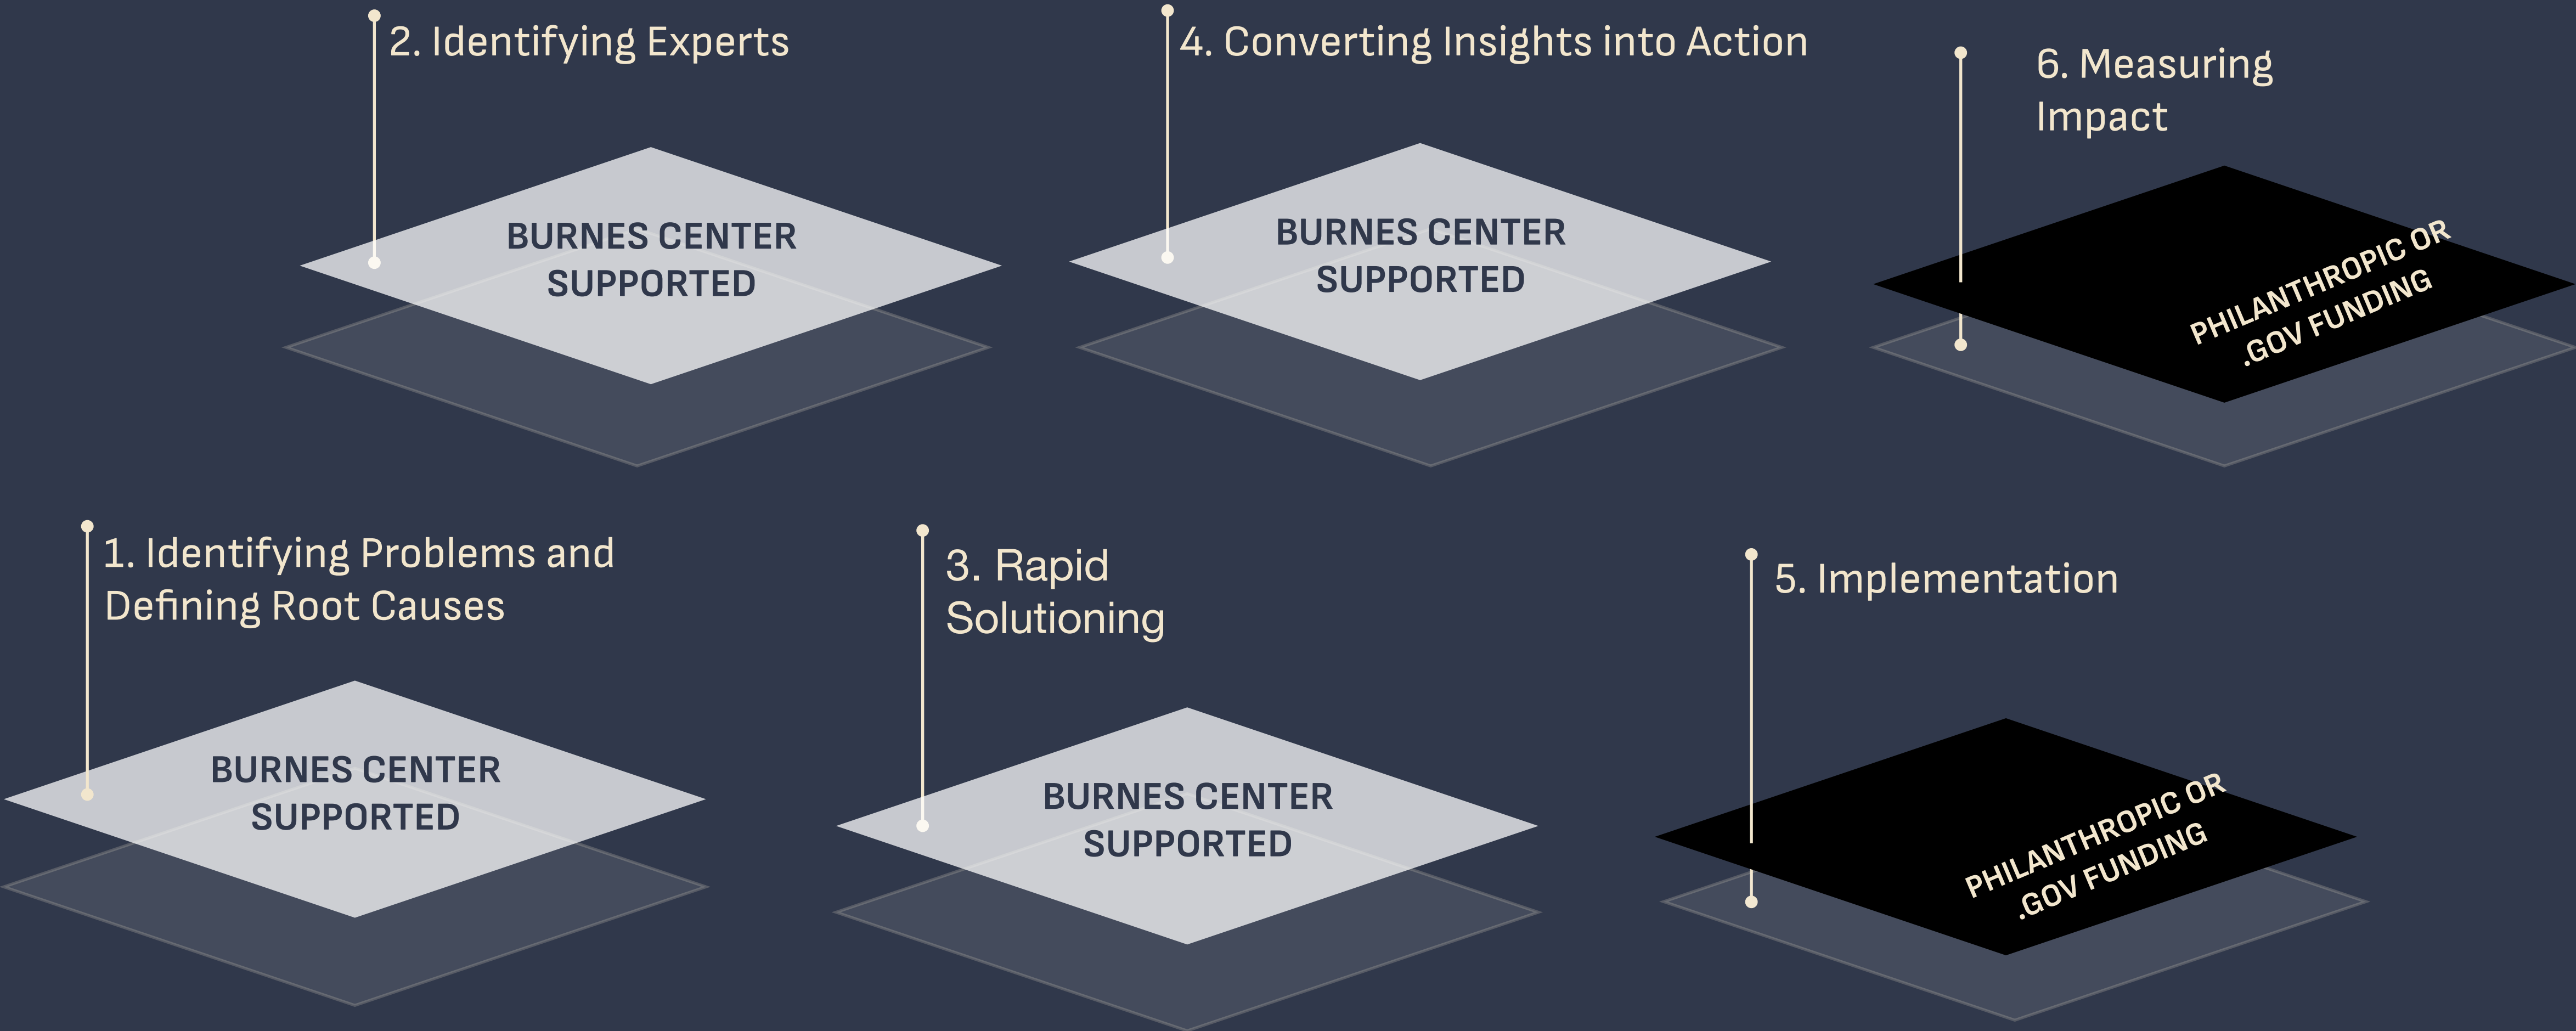 2. Identifying Experts
BURNES CENTER
SUPPORTED
4. Converting Insights into Action
BURNES CENTER
SUPPORTED
6. Measuring
Impact
PHILANTHROPIC OR
.GOV FUNDING
1. Identifying Problems and
Defining Root Causes
BURNES CENTER
SUPPORTED
3. Rapid
Solutioning
BURNES CENTER
SUPPORTED
5. Implementation
PHILANTHROPIC OR
.GOV FUNDING